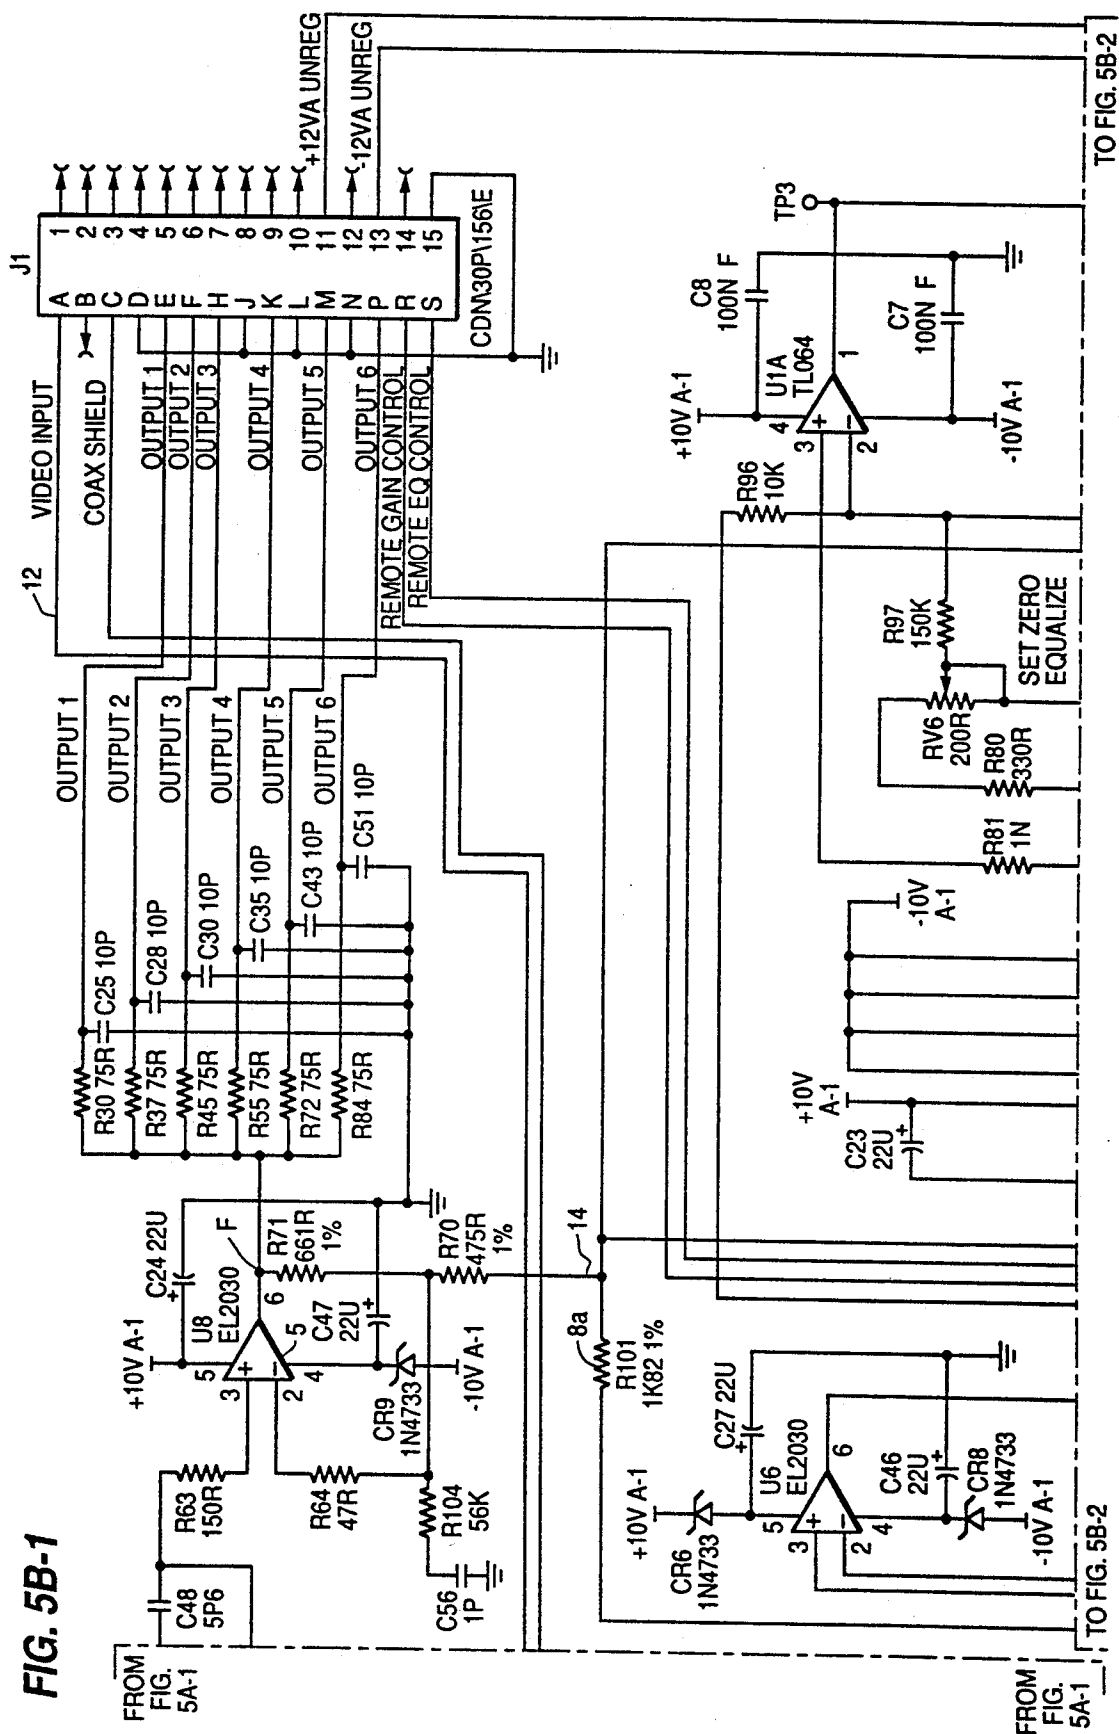 FIG. 5B-1
FROM
FIG.
5A-1
C48
5P6
R63
150R
R64
47R
R104
56K
C56
1P
+10V A-1
C24 22U
U8
EL2030
5
3
2
4
6
5
F
R71
661R
1%
C47
22U
CR9
1N4733
-10V A-1
R70
475R
1%
14
8a
R101
1K82 1%
R30 75R
C25 10P
R37 75R
C28 10P
R45 75R
C30 10P
R55 75R
C35 10P
R72 75R
C43 10P
R84 75R
C51 10P
OUTPUT 1
OUTPUT 2
OUTPUT 3
OUTPUT 4
OUTPUT 5
OUTPUT 6
12
VIDEO INPUT
COAX SHIELD
OUTPUT 1
OUTPUT 2
OUTPUT 3
OUTPUT 4
OUTPUT 5
OUTPUT 6
REMOTE GAIN CONTROL
REMOTE EQ CONTROL
J1
A 1
B 2
C 3
D 4
E 5
F 6
H 7
J 8
K 9
L 10
M 11
N 12
P 13
R 14
S 15
CDN\30P\156\E
+12VA UNREG
-12VA UNREG
+10V A-1
CR6
1N4733
C27 22U
U6
EL2030
5
3
2
4
6
C46
22U
CR8
1N4733
-10V A-1
+10V
A-1
C23
22U
-10V
A-1
R81
1N
R80
330R
RV6
200R
R97
150K
SET ZERO
EQUALIZE
R96
10K
+10V A-1
4
3
2
1
U1A
TL064
C8
100N F
C7
100N F
-10V A-1
TP3
FROM
FIG.
5A-1
TO FIG. 5B-2
TO FIG. 5B-2